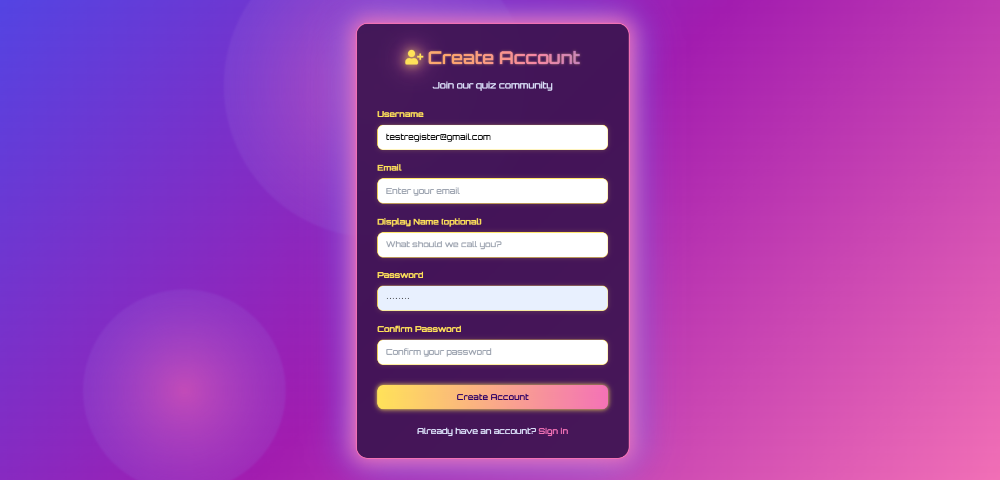 Create Account
Join our quiz community
Username
testregister@gmail.com
Email
Enter your email
Display Name (optional)
What should we call you?
Password
········
Confirm Password
Confirm your password
Create Account
Already have an account? Sign in